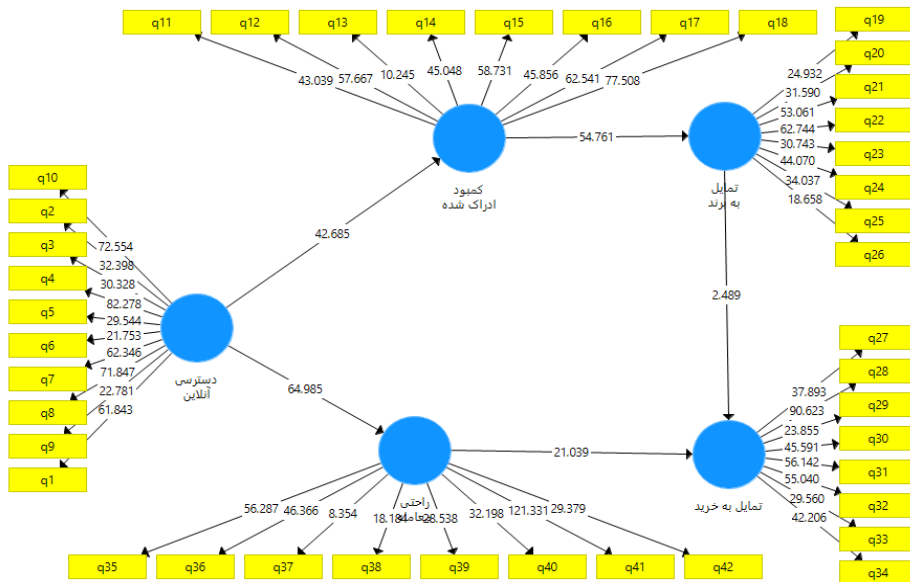 q11
q12
q13
q14
q15
q16
q17
q18
43.039
57.667
10.245
45.048
58.731
45.856
62.541
77.508
q19
q20
q21
q22
q23
q24
q25
q26
24.932
31.590
53.061
62.744
30.743
44.070
34.037
18.658
54.761
کمبود
ادراک شده
تمایل
به برند
q10
q2
q3
q4
q5
q6
q7
q8
q9
q1
72.554
32.398
30.328
82.278
29.544
21.753
62.346
71.847
22.781
61.843
42.685
دسترسی
آنلاین
64.985
2.489
q27
q28
q29
q30
q31
q32
q33
q34
37.893
90.623
23.855
45.591
56.142
55.040
29.560
42.206
21.039
تمایل به خرید
راحتی
معامله
56.287
46.366
8.354
18.184
28.538
32.198
121.331
29.379
q35
q36
q37
q38
q39
q40
q41
q42